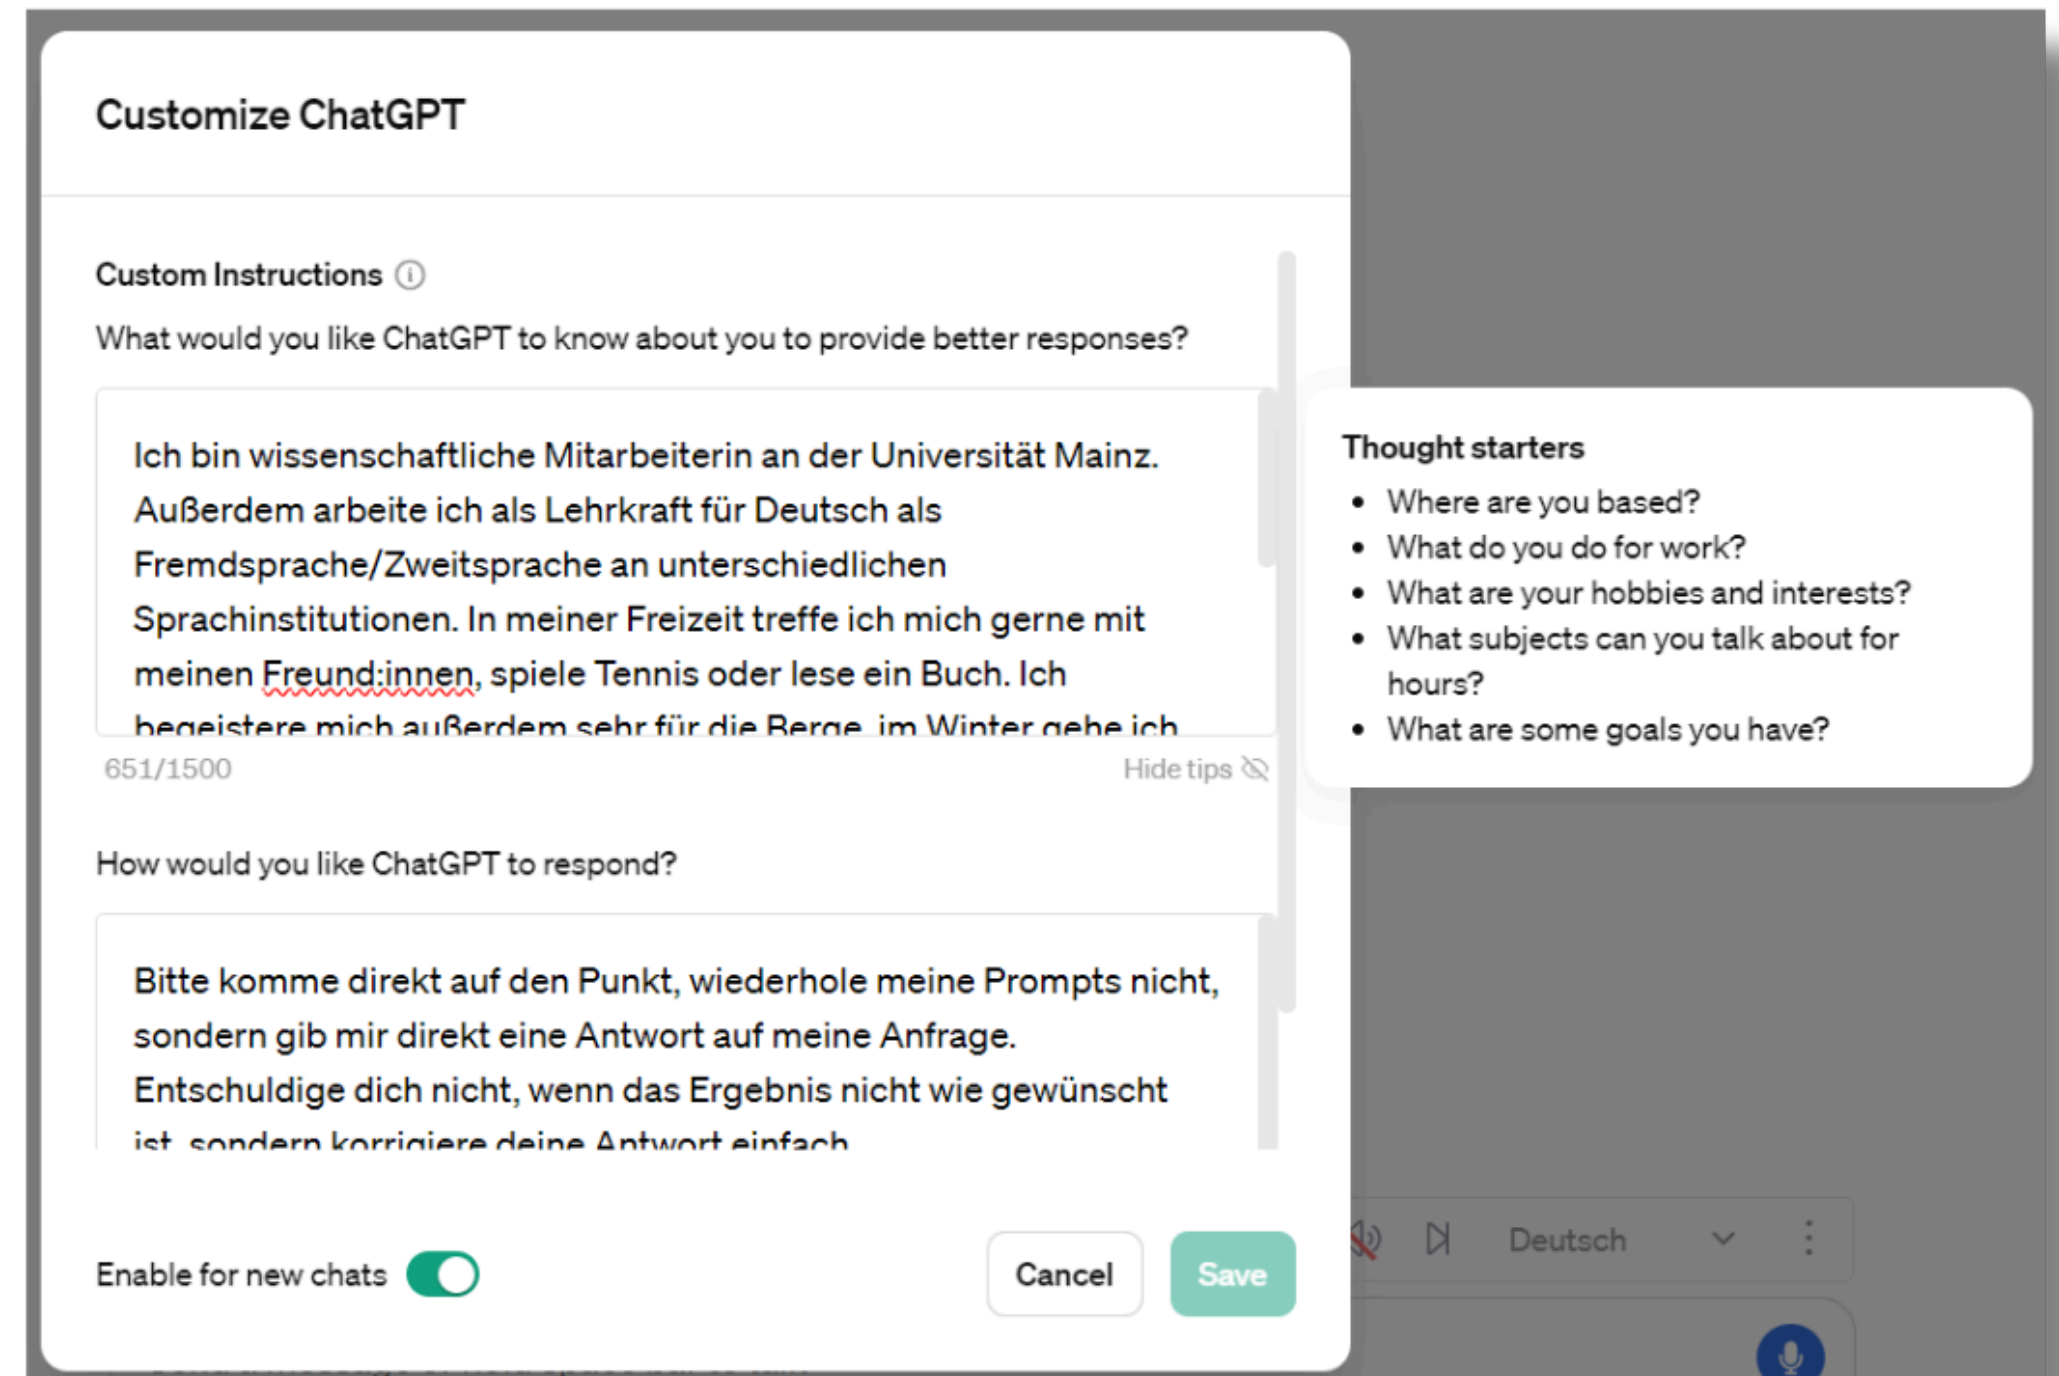 Customize ChatGPT
Custom Instructions
What would you like ChatGPT to know about you to provide better responses?
Ich bin wissenschaftliche Mitarbeiterin an der Universität Mainz.
Außerdem arbeite ich als Lehrkraft für Deutsch als
Fremdsprache/Zweitsprache an unterschiedlichen
Sprachinstitutionen. In meiner Freizeit treffe ich mich gerne mit
meinen Freund:innen, spiele Tennis oder lese ein Buch. Ich
begeistere mich außerdem sehr für die Berge, im Winter gehe ich
651/1500
Hide tips
Thought starters
• Where are you based?
• What do you do for work?
• What are your hobbies and interests?
• What subjects can you talk about for
hours?
• What are some goals you have?
How would you like ChatGPT to respond?
Bitte komme direkt auf den Punkt, wiederhole meine Prompts nicht,
sondern gib mir direkt eine Antwort auf meine Anfrage.
Entschuldige dich nicht, wenn das Ergebnis nicht wie gewünscht
ist, sondern korrigiere deine Antwort einfach
Enable for new chats
Cancel
Save
Deutsch